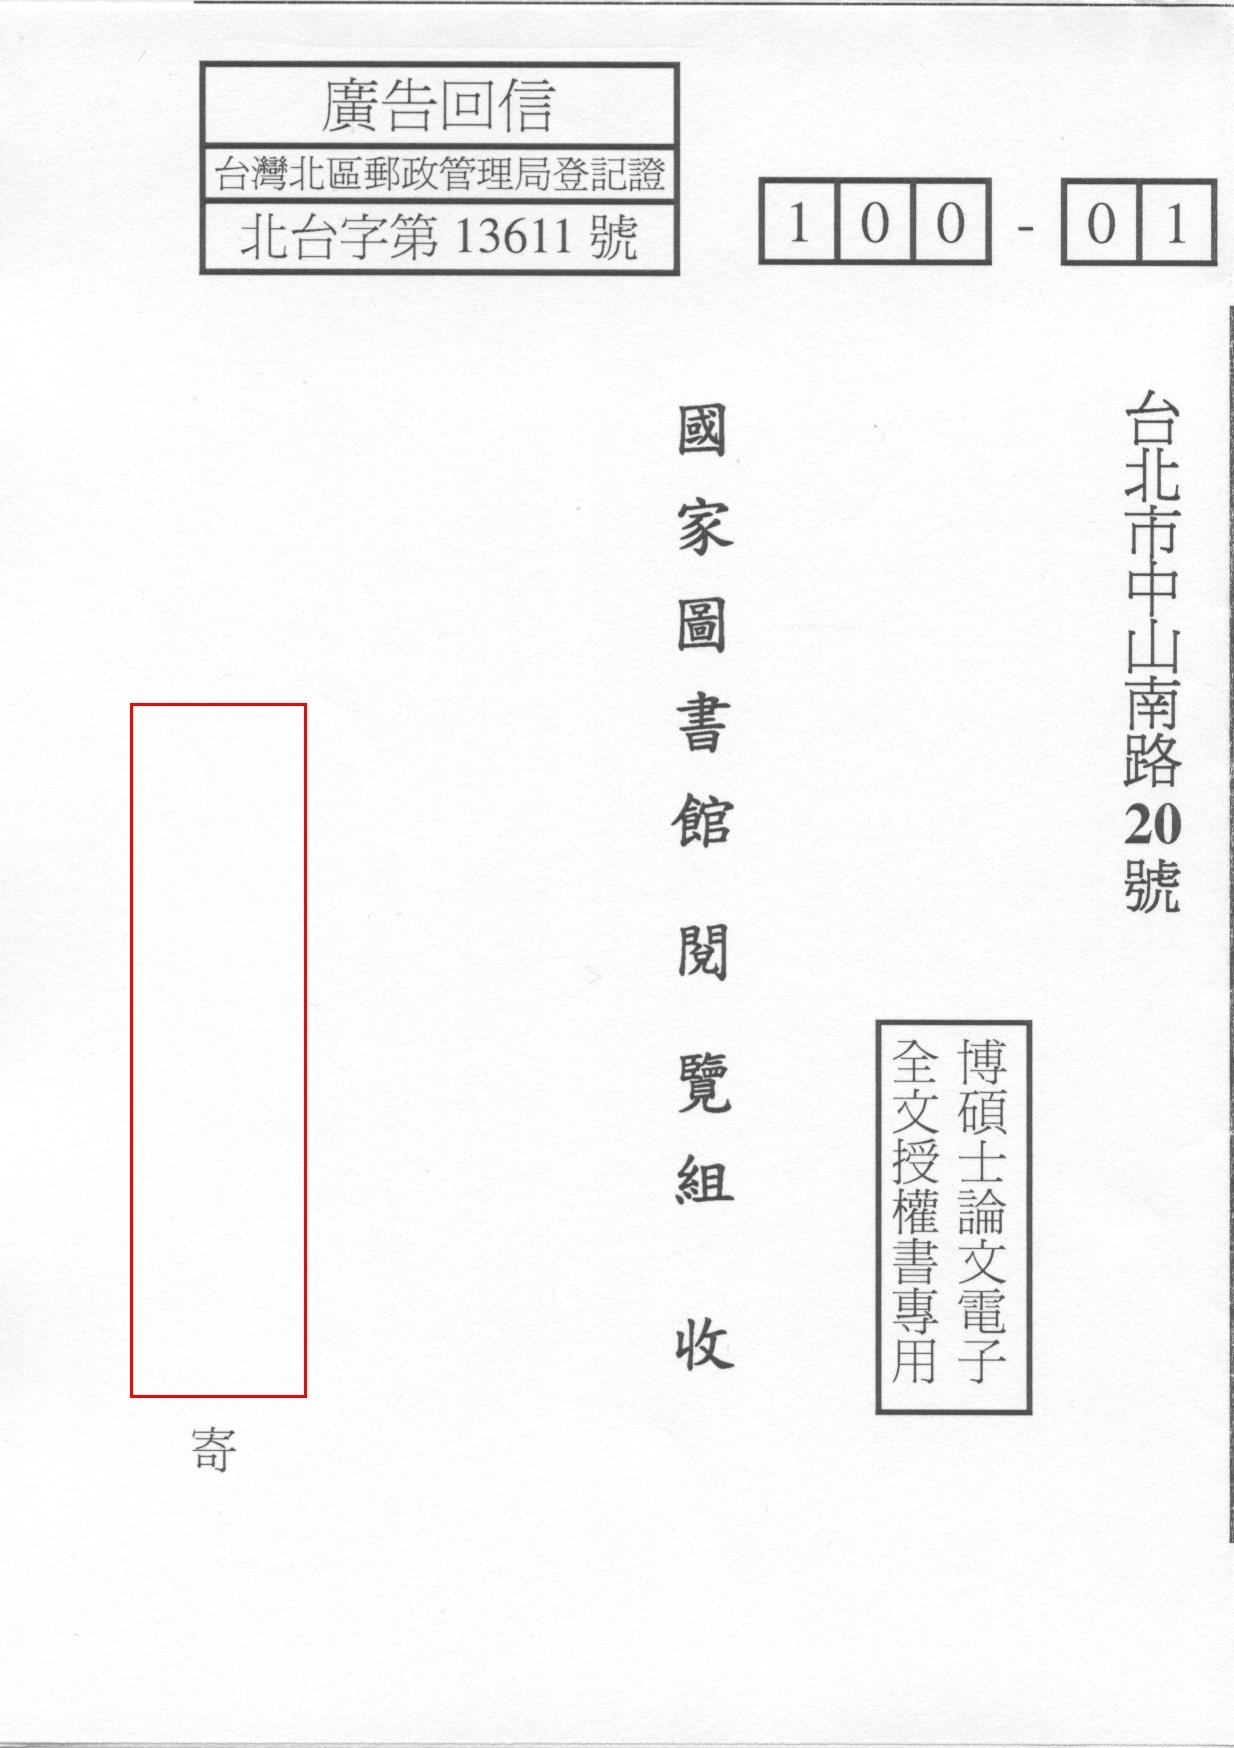 廣告回信
台灣北區郵政管理局登記證
北台字第 13611 號
100-01
台北市中山南路20號
博碩士論文電子
全文授權書專用
國家圖書館閱覽組 收
寄